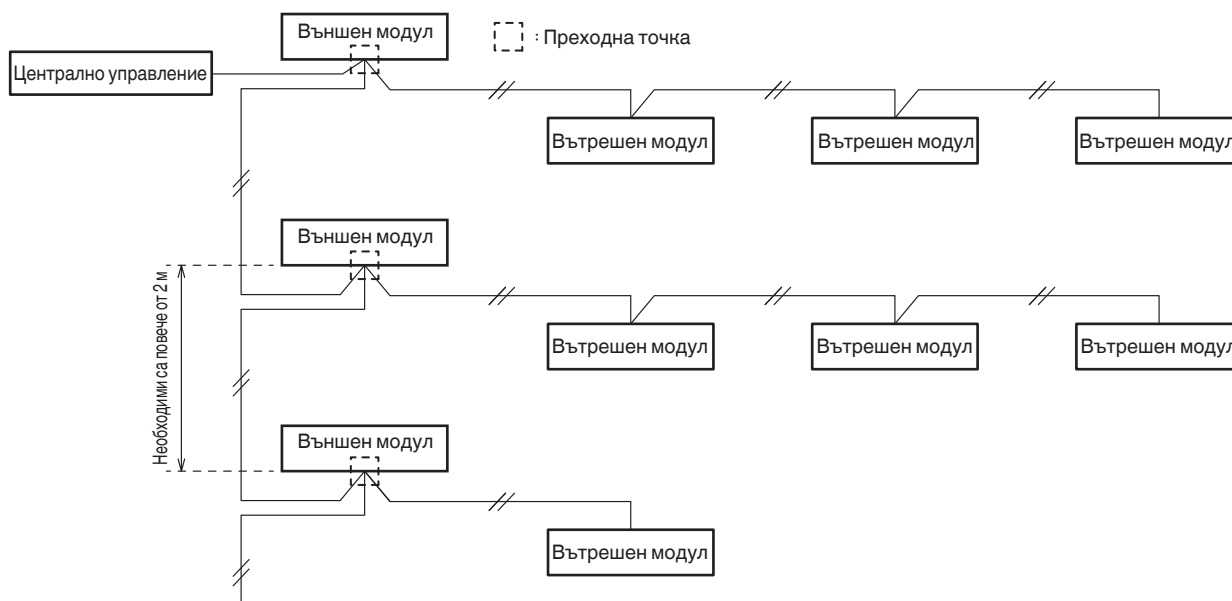 Външен модул
: Преходна точка
Централно управление
Вътрешен модул
Вътрешен модул
Вътрешен модул
Външен модул
Необходими са повече от 2 м
Вътрешен модул
Вътрешен модул
Вътрешен модул
Външен модул
Вътрешен модул